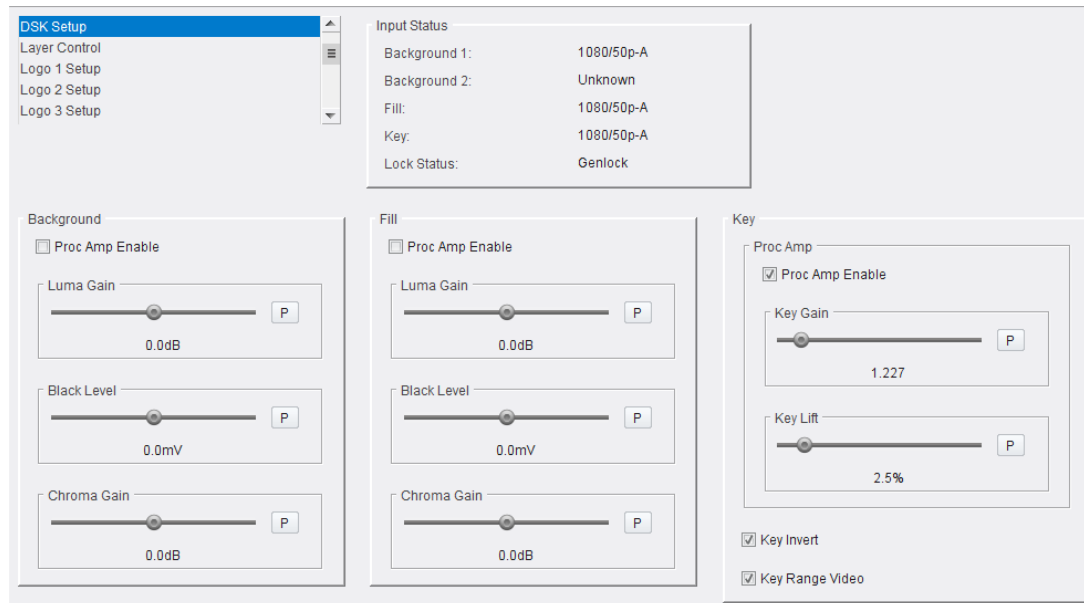 DSK Setup
Layer Control
Logo 1 Setup
Logo 2 Setup
Logo 3 Setup
Input Status
Background 1: 1080/50p-A
Background 2: Unknown
Fill: 1080/50p-A
Key: 1080/50p-A
Lock Status: Genlock
Background
Proc Amp Enable
Luma Gain
P
0.0dB
Black Level
P
0.0mV
Chroma Gain
P
0.0dB
Fill
Proc Amp Enable
Luma Gain
P
0.0dB
Black Level
P
0.0mV
Chroma Gain
P
0.0dB
Key
Proc Amp
Proc Amp Enable
Key Gain
P
1.227
Key Lift
P
2.5%
Key Invert
Key Range Video